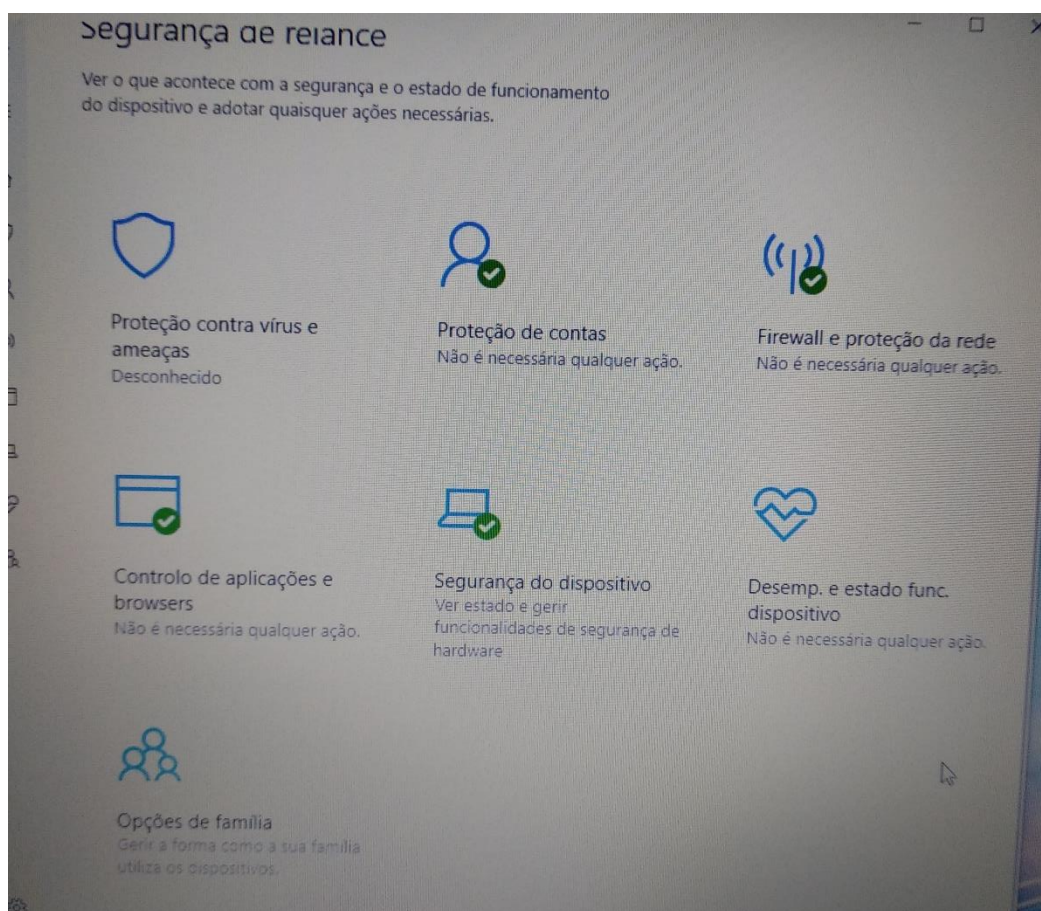 Segurança de relance
Ver o que acontece com a segurança e o estado de funcionamento
do dispositivo e adotar quaisquer ações necessárias.
Proteção contra vírus e
ameaças
Desconhecido
Proteção de contas
Não é necessária qualquer ação.
Firewall e proteção da rede
Não é necessária qualquer ação.
Controlo de aplicações e
browsers
Não é necessária qualquer ação.
Segurança do dispositivo
Ver estado e gerir
funcionalidades de segurança de
hardware
Desemp. e estado func.
dispositivo
Não é necessária qualquer ação.
Opções de família
Gerir a forma como a sua família
utiliza os dispositivos.